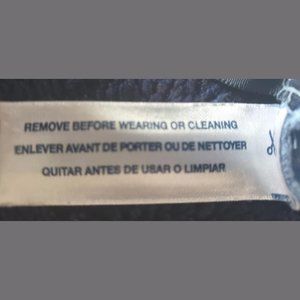 REMOVE BEFORE WEARING OR CLEANING
ENLEVER AVANT DE PORTER OU DE NETTOYER
QUITAR ANTES DE USAR O LIMPIAR